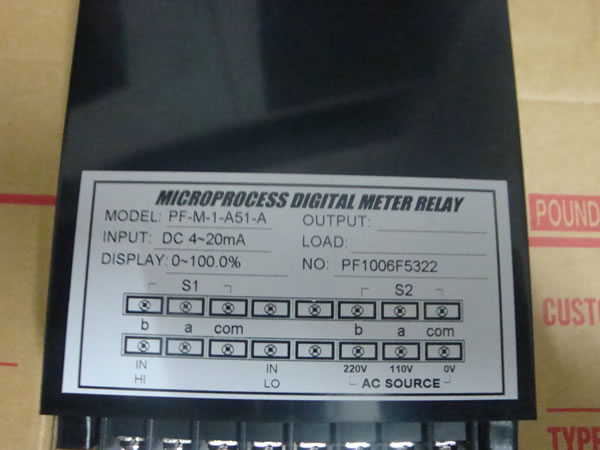 MICROPROCESS DIGITAL METER RELAY
MODEL: PF-M-1-A51-A OUTPUT:
INPUT: DC 4~20mA LOAD:
DISPLAY: 0~100.0% NO: PF1006F5322
S1 S2
b a com b a com
IN IN 220V 110V 0V
HI LO AC SOURCE
POUND
CUSTO
TYPE